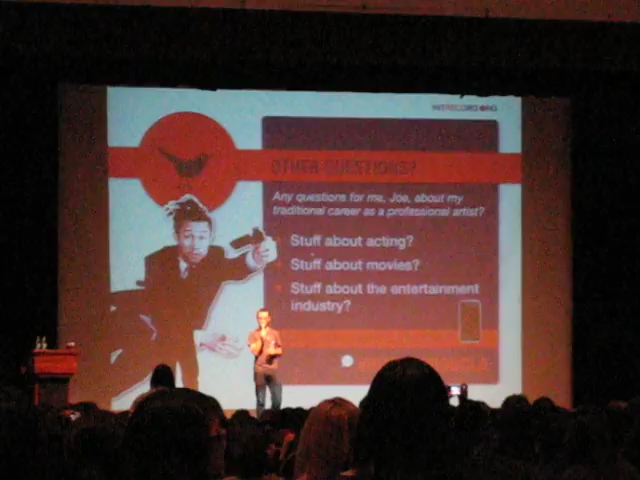 HITRECORD.ORG
OTHER QUESTIONS?
Any questions for me, Joe, about my
traditional career as a professional artist?
Stuff about acting?
Stuff about movies?
Stuff about the entertainment
industry?